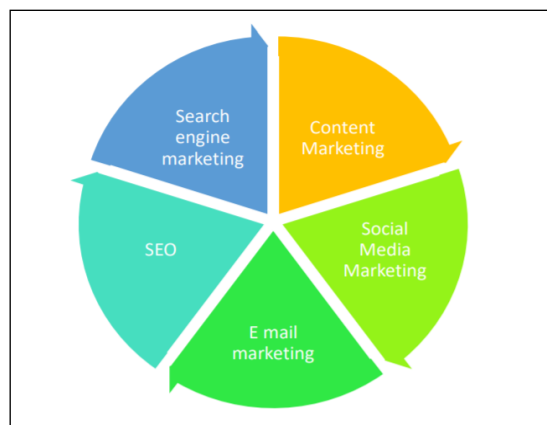 Search
engine
marketing
Content
Marketing
SEO
Social
Media
Marketing
E mail
marketing